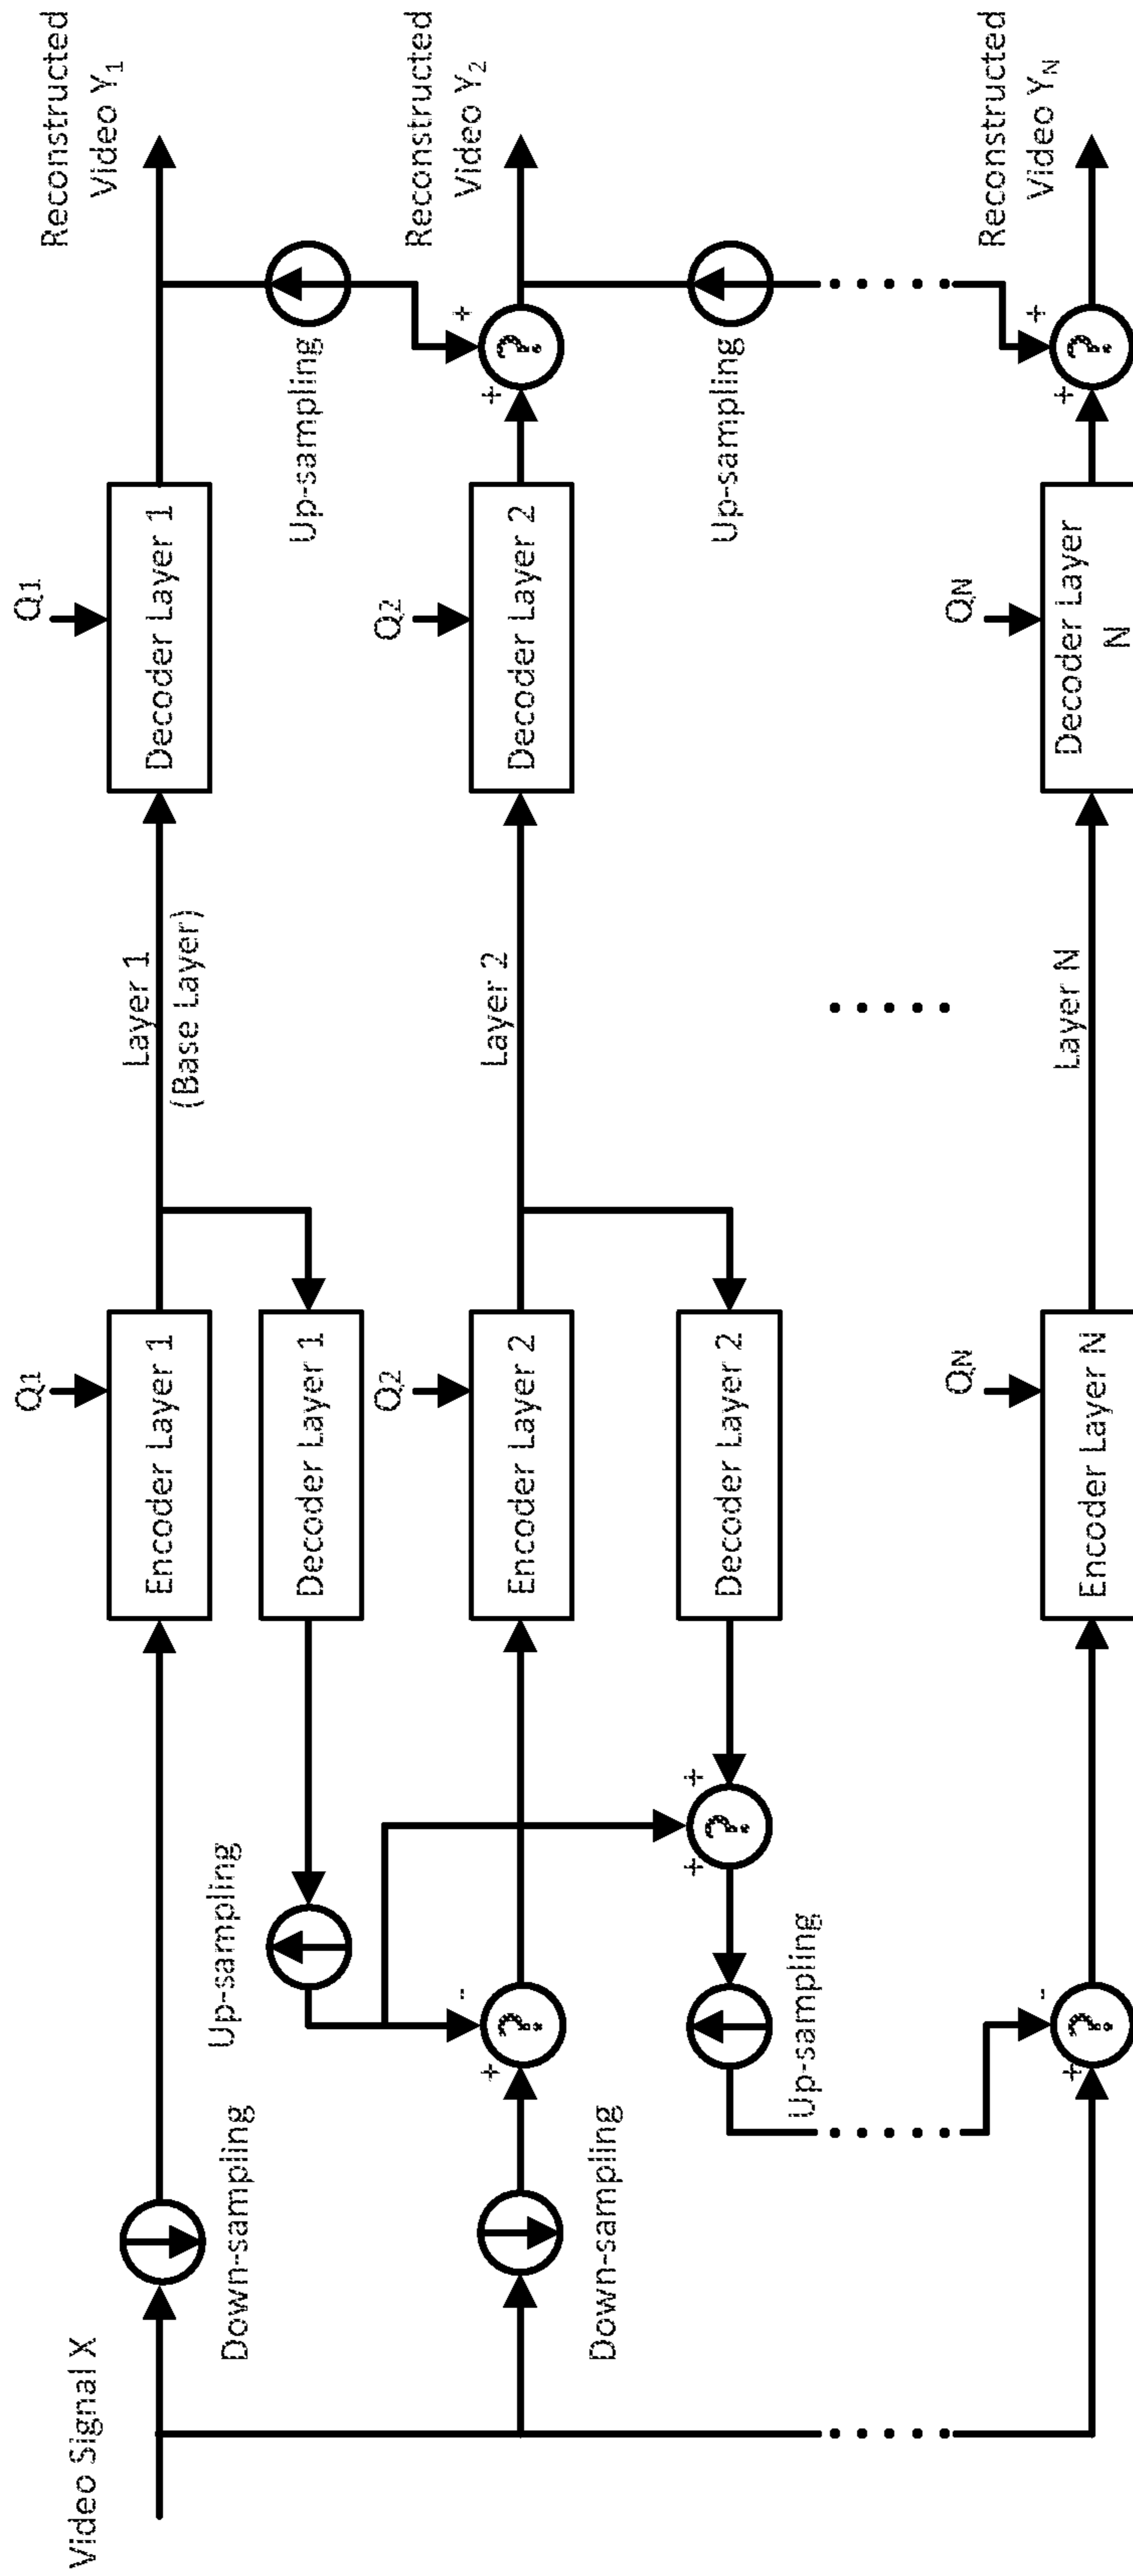 Video Signal X
Down-sampling
Up-sampling
Q1
Encoder Layer 1
Decoder Layer 1
Layer 1
(Base Layer)
Q1
Decoder Layer 1
Up-sampling
Reconstructed
Video Y1
+
-
Down-sampling
?
Q2
Encoder Layer 2
Layer 2
Q2
Decoder Layer 2
+
+
?
Reconstructed
Video Y2
Up-sampling
+
+
?
Decoder Layer 2
Up-sampling
+
-
?
QN
Encoder Layer N
Layer N
QN
Decoder Layer
N
+
+
?
Reconstructed
Video YN